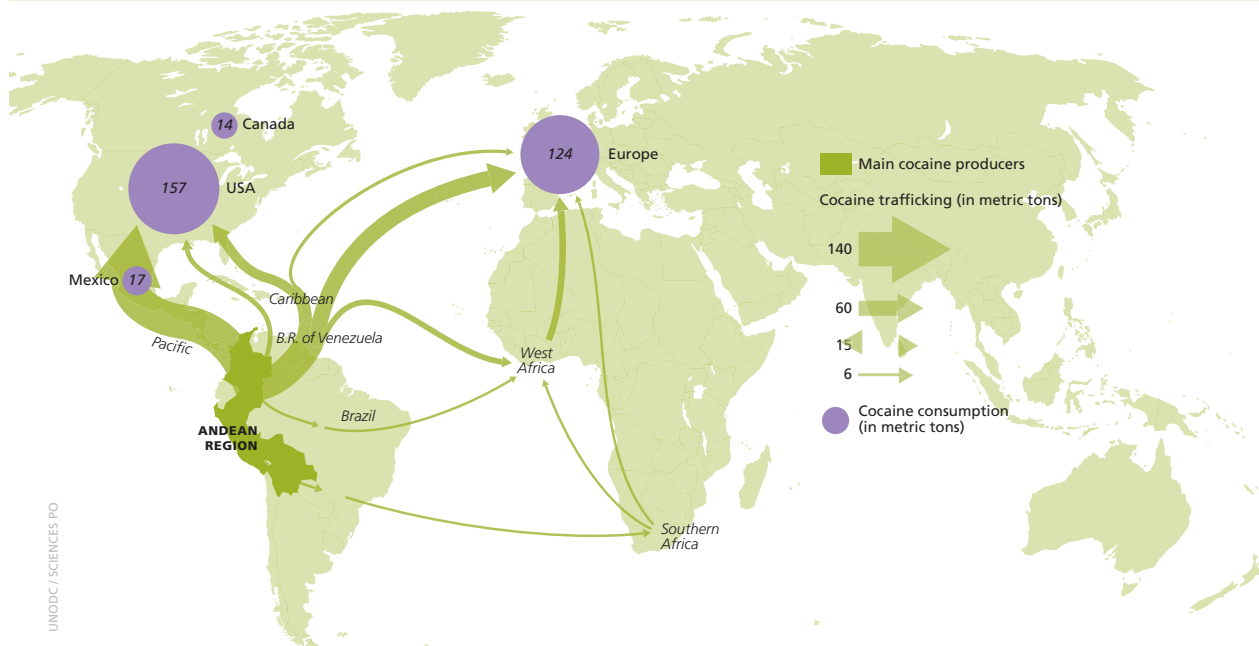 14 Canada
157 USA
124 Europe
Main cocaine producers
Cocaine trafficking (in metric tons)
140
60
15
6
Cocaine consumption
(in metric tons)
Mexico 17
Caribbean
B.R. of Venezuela
Pacific
West
Africa
Brazil
ANDEAN
REGION
Southern
Africa
UNODC / SCIENCES PO